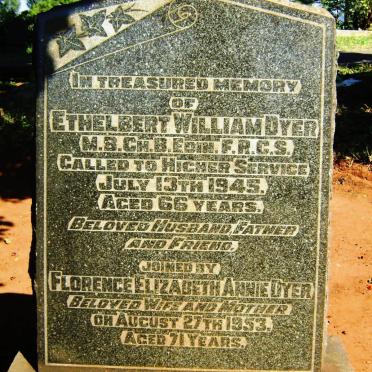 IN TREASURED MEMORY
OF
ETHELBERT WILLIAM DYER
M.B. CH.B. EDIN. F.R.C.S.
CALLED TO HIGHER SERVICE
JULY 13TH 1945.
AGED 66 YEARS.
BELOVED HUSBAND FATHER
AND FRIEND.
JOINED BY
FLORENCE ELIZABETH ANNIE DYER
BELOVED WIFE AND MOTHER
ON AUGUST 27TH 1953.
AGED 71 YEARS.